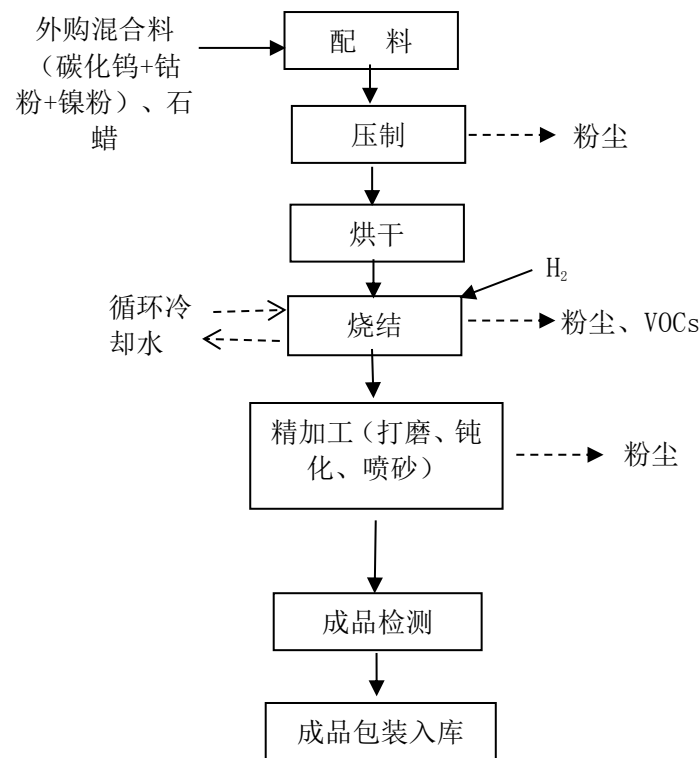 外购混合料
（碳化钨+钴
粉+镍粉）、石
蜡
配 料
压制
粉尘
烘干
H₂
循环冷
却水
烧结
粉尘、VOCs
精加工（打磨、钝
化、喷砂）
粉尘
成品检测
成品包装入库